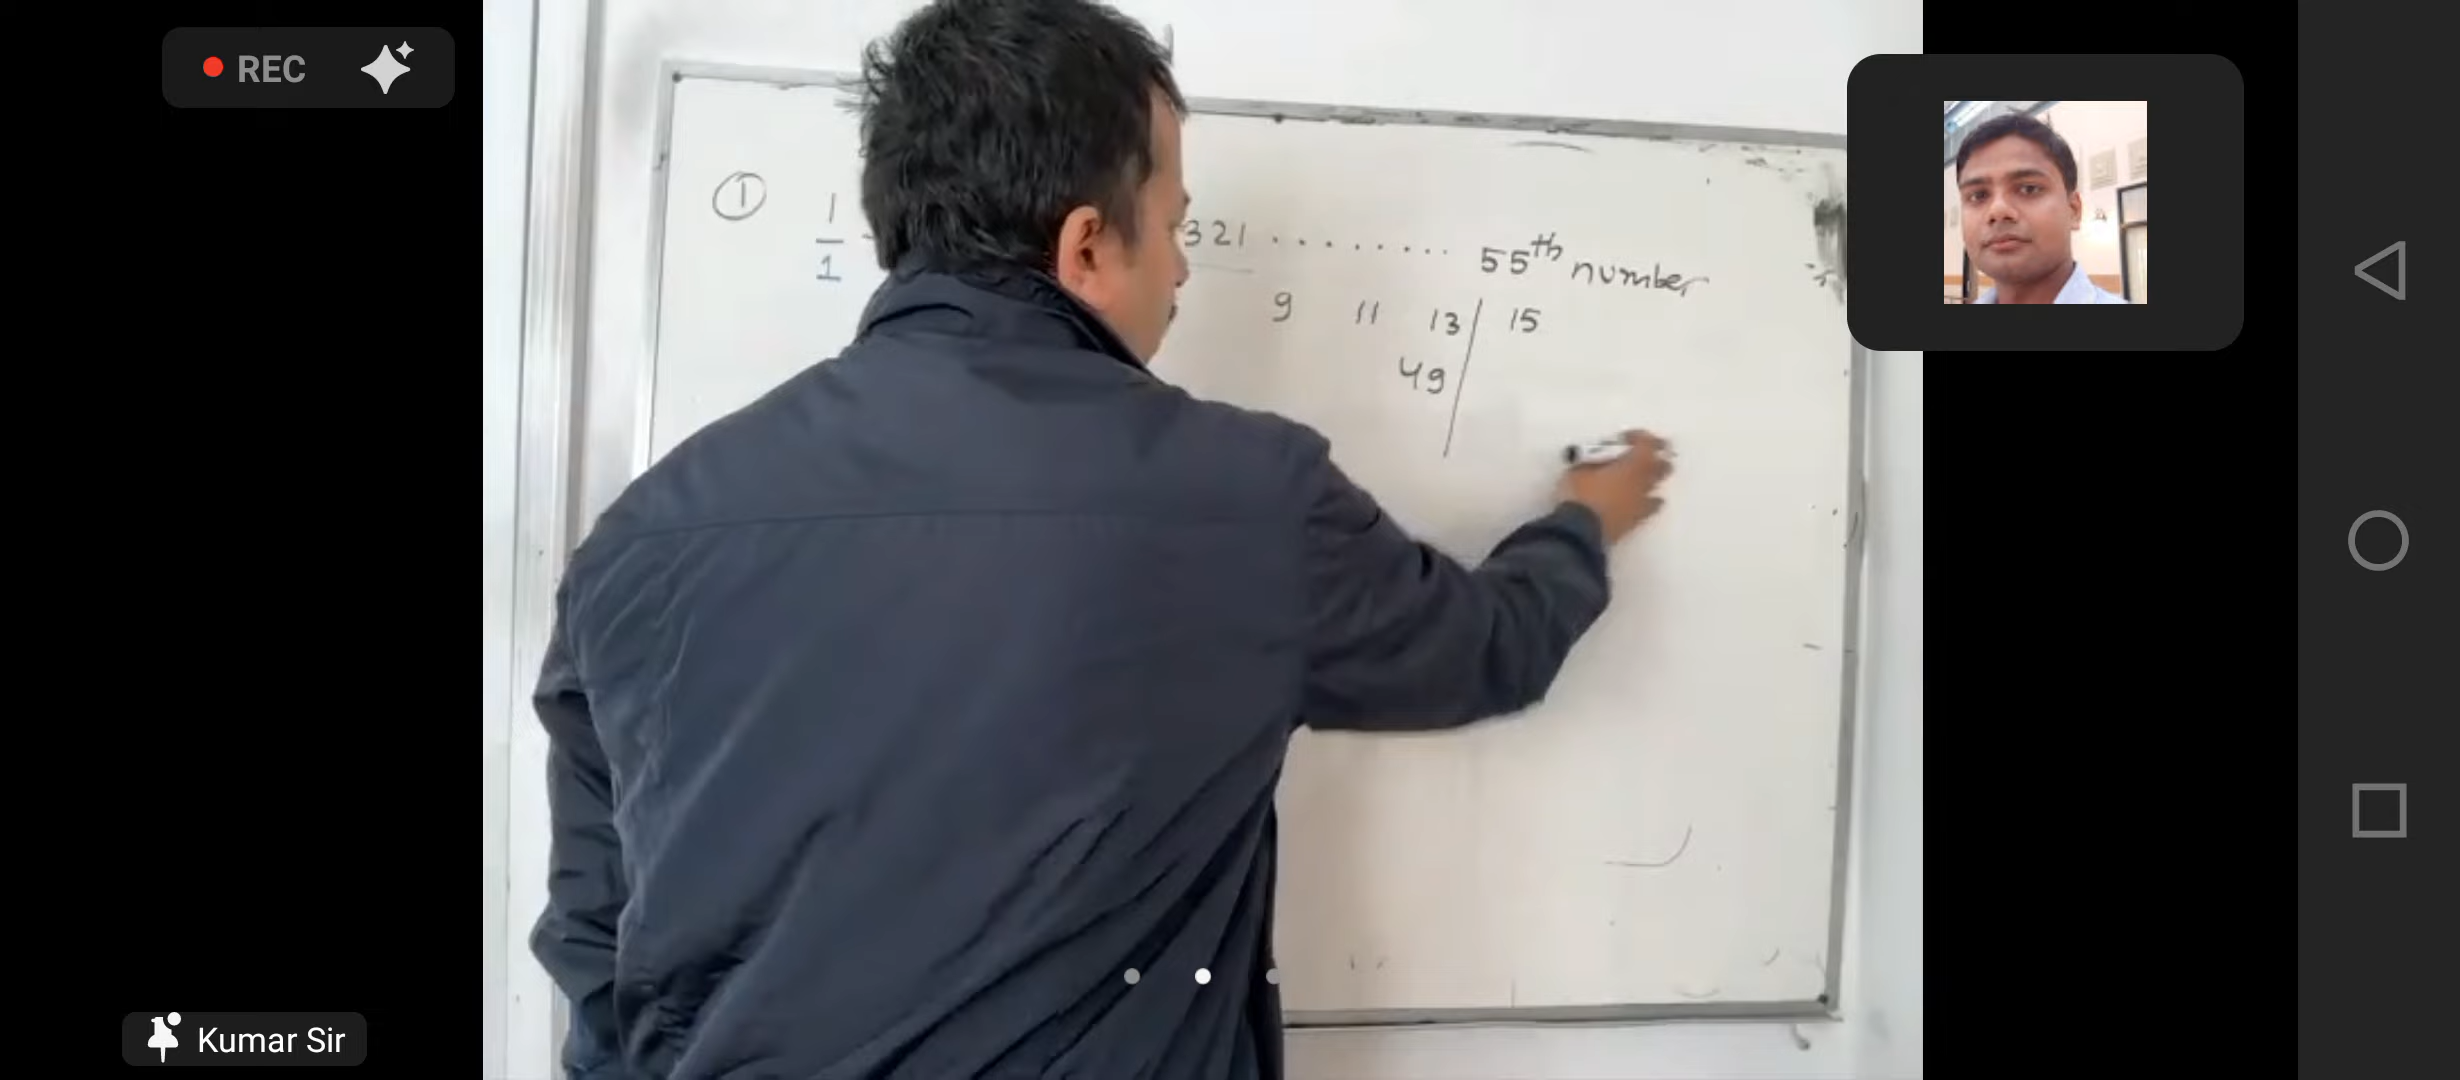 REC
① 1 321 ........ 55th number
1
9 11 13 15
49
Kumar Sir